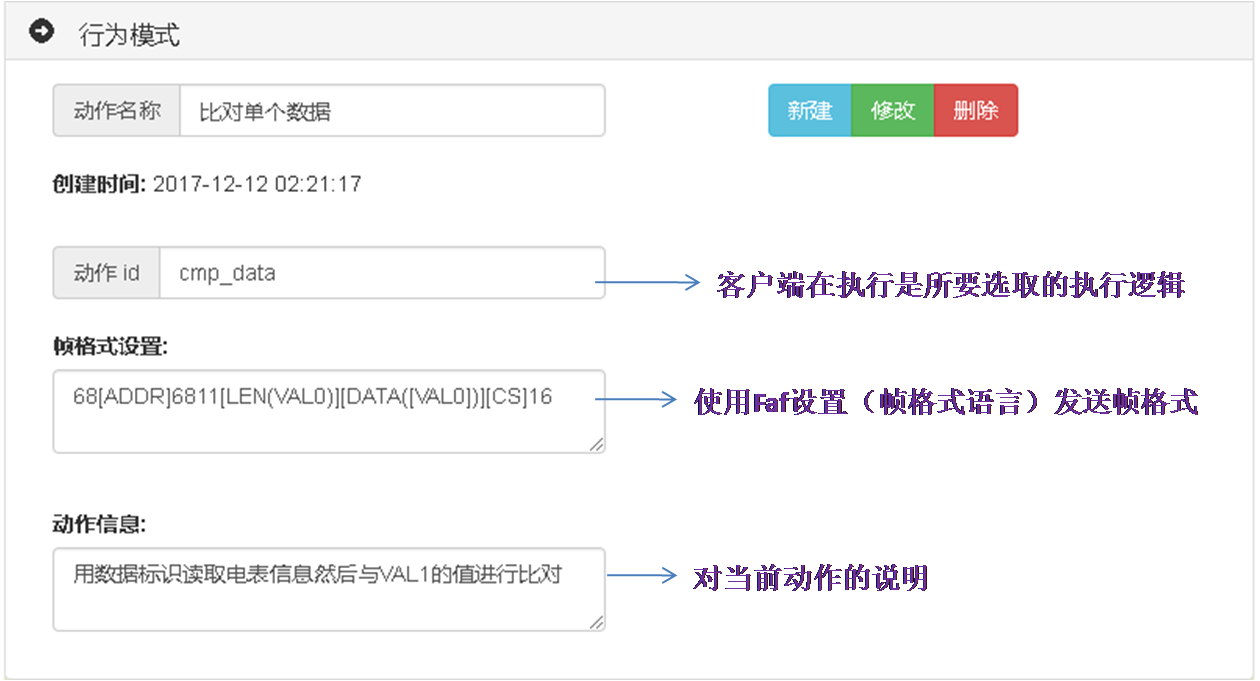 行为模式
动作名称 比对单个数据 新建 修改 删除
创建时间: 2017-12-12 02:21:17
动作 id cmp_data
客户端在执行是所要选取的执行逻辑
帧格式设置:
68[ADDR]6811[LEN(VAL0)][DATA([VAL0])][CS]16
使用Faf设置（帧格式语言）发送帧格式
动作信息:
用数据标识读取电表信息然后与VAL1的值进行比对
对当前动作的说明